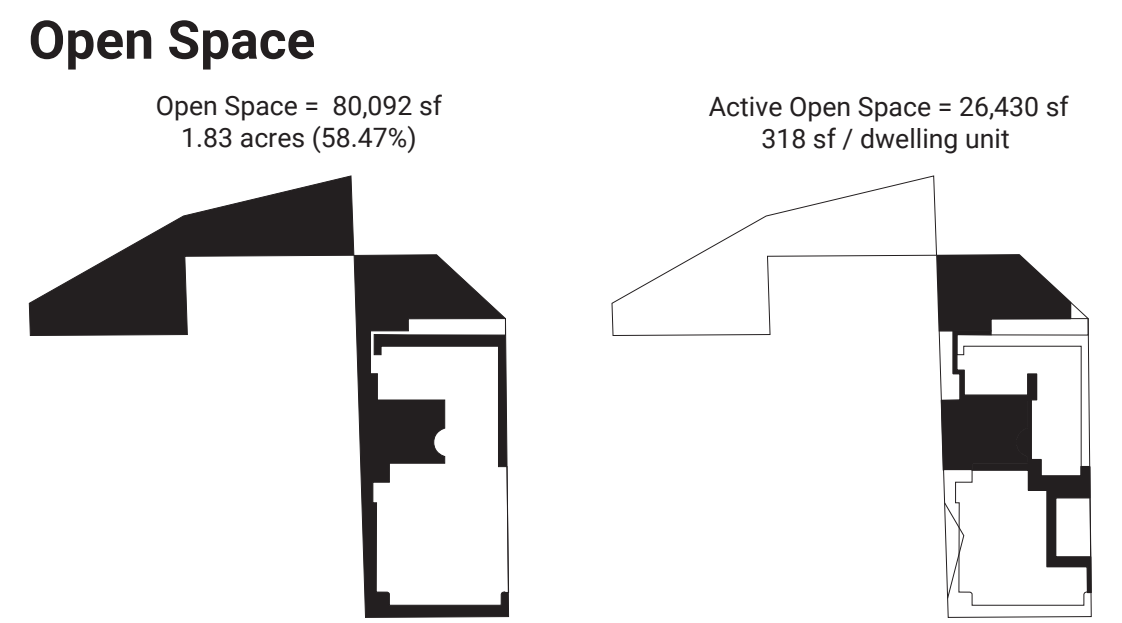 Open Space
Open Space = 80,092 sf
1.83 acres (58.47%)
Active Open Space = 26,430 sf
318 sf / dwelling unit